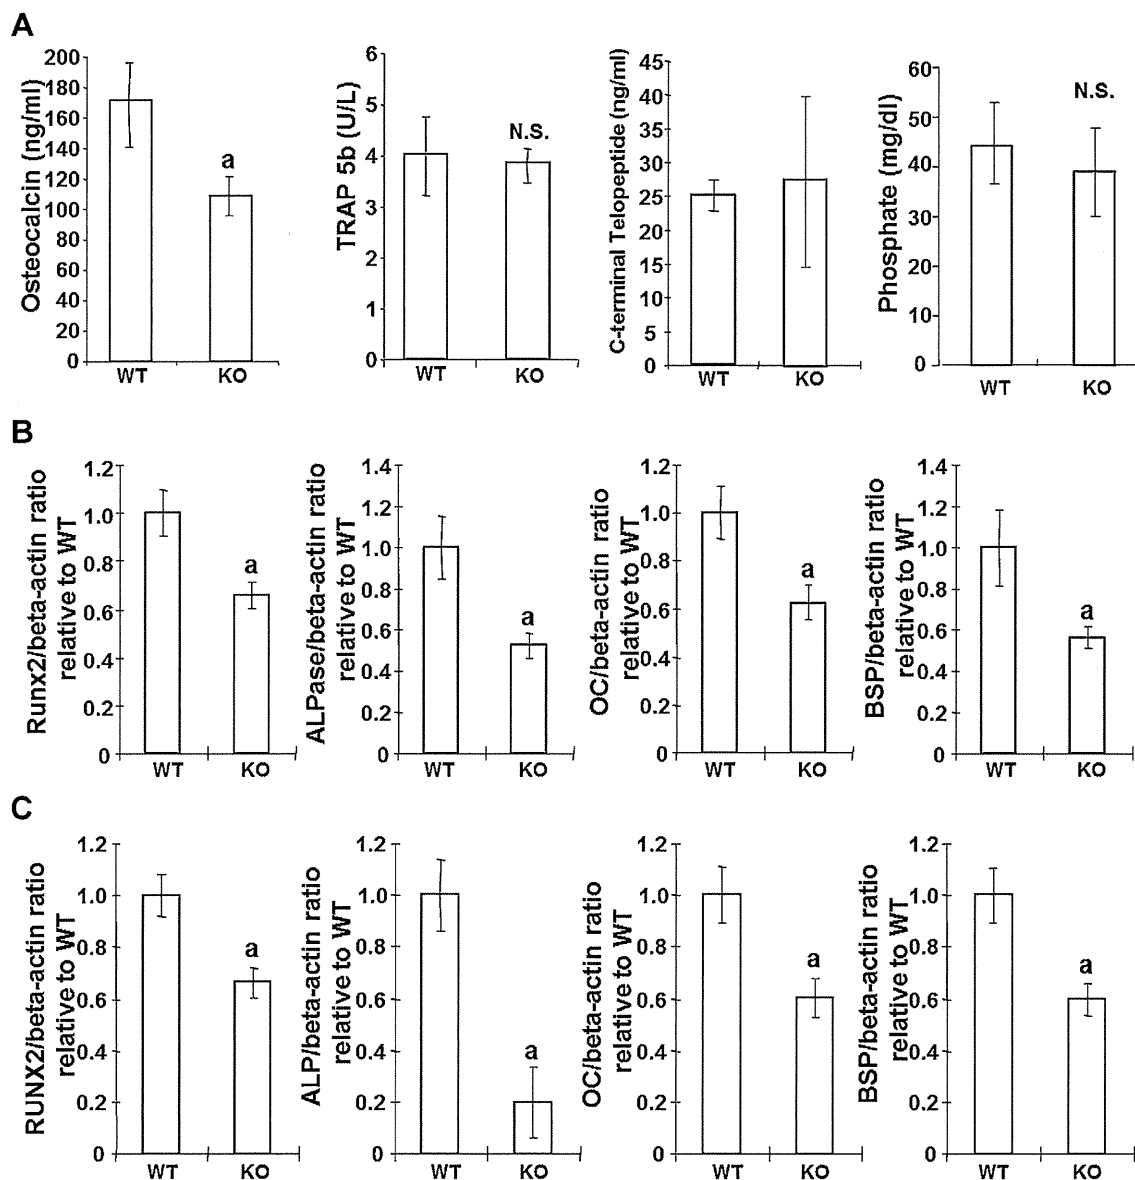 A
Osteocalcin (ng/ml)
200
180
160
140
120
100
80
60
40
20
0
a
WT KO
TRAP 5b (U/L)
6
5
4
3
2
1
0
N.S.
WT KO
C-terminal Telopeptide (ng/ml)
45
40
35
30
25
20
15
10
5
0
WT KO
Phosphate (mg/dl)
60
50
40
30
20
10
0
N.S.
WT KO
B
Runx2/beta-actin ratio
relative to WT
1.2
1.0
0.8
0.6
0.4
0.2
0
a
WT KO
ALPase/beta-actin ratio
relative to WT
1.4
1.2
1.0
0.8
0.6
0.4
0.2
0
a
WT KO
OC/beta-actin ratio
relative to WT
1.2
1.0
0.8
0.6
0.4
0.2
0
a
WT KO
BSP/beta-actin ratio
relative to WT
1.4
1.2
1.0
0.8
0.6
0.4
0.2
0
a
WT KO
C
RUNX2/beta-actin ratio
relative to WT
1.2
1.0
0.8
0.6
0.4
0.2
0
a
WT KO
ALP/beta-actin ratio
relative to WT
1.2
1.0
0.8
0.6
0.4
0.2
0
a
WT KO
OC/beta-actin ratio
relative to WT
1.2
1.0
0.8
0.6
0.4
0.2
0
a
WT KO
BSP/beta-actin ratio
relative to WT
1.2
1.0
0.8
0.6
0.4
0.2
0
a
WT KO